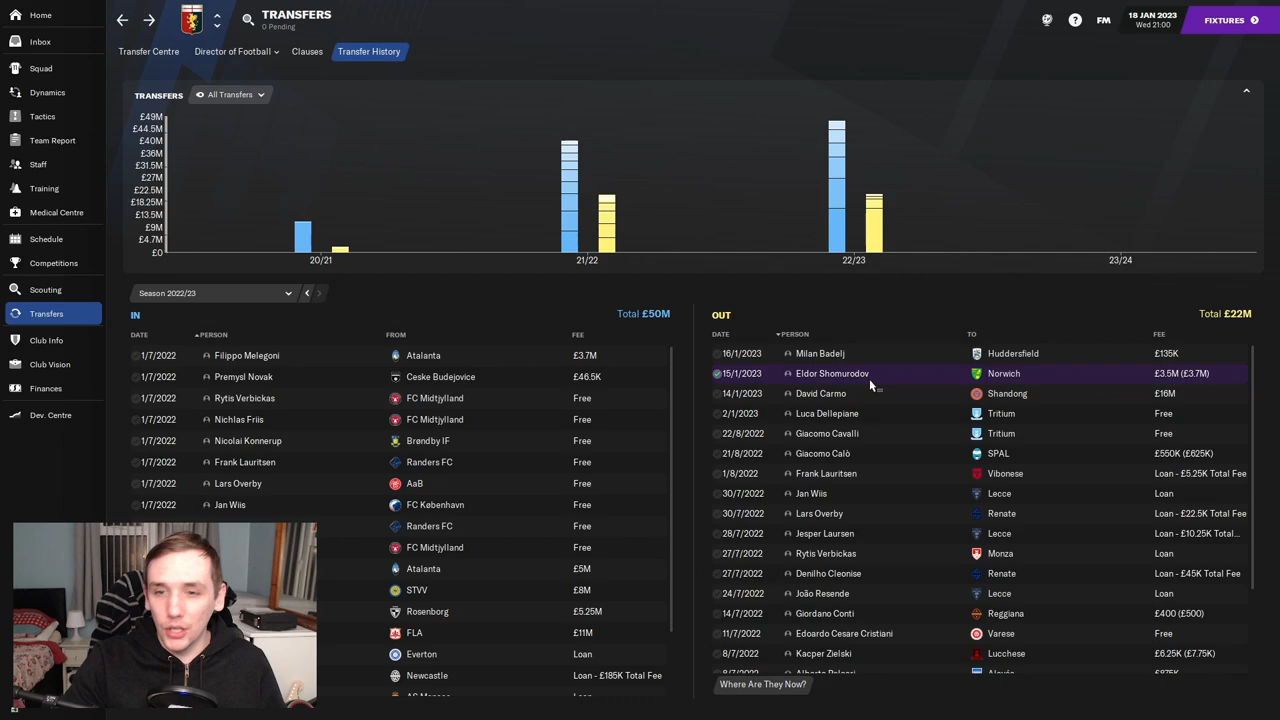 Home
Inbox
Squad
Dynamics
Tactics
Team Report
Staff
Training
Medical Centre
Schedule
Competitions
Scouting
Transfers
Club Info
Club Vision
Finances
Dev. Centre
TRANSFERS
0 Pending
FM
18 JAN 2023
Wed 21:00
FIXTURES
Transfer Centre
Director of Football
Clauses
Transfer History
TRANSFERS
All Transfers
£49M
£44.5M
£40M
£36M
£31.5M
£27M
£22.5M
£18.25M
£13.5M
£9M
£4.7M
£0
20/21
21/22
22/23
23/24
Season 2022/23
IN
Total £50M
DATE PERSON FROM FEE
1/7/2022 Filippo Melegoni Atalanta £3.7M
1/7/2022 Premysl Novak Ceske Budejovice £46.5K
1/7/2022 Rytis Verbickas FC Midtjylland Free
1/7/2022 Nichlas Friis FC Midtjylland Free
1/7/2022 Nicolai Konnerup Brøndby IF Free
1/7/2022 Frank Lauritsen Randers FC Free
1/7/2022 Lars Overby AaB Free
1/7/2022 Jan Wiis FC København Free
Randers FC Free
FC Midtjylland Free
Atalanta £5M
STVV £8M
Rosenborg £5.25M
FLA £11M
Everton Loan
Newcastle Loan - £185K Total Fee
OUT
Total £22M
DATE PERSON TO FEE
16/1/2023 Milan Badelj Huddersfield £135K
15/1/2023 Eldor Shomurodov Norwich £3.5M (£3.7M)
14/1/2023 David Carmo Shandong £16M
2/1/2023 Luca Dellepiane Tritium Free
22/8/2022 Giacomo Cavalli Tritium Free
21/8/2022 Giacomo Calò SPAL £550K (£625K)
1/8/2022 Frank Lauritsen Vibonese Loan - £5.25K Total Fee
30/7/2022 Jan Wiis Lecce Loan
30/7/2022 Lars Overby Renate Loan - £22.5K Total Fee
28/7/2022 Jesper Laursen Lecce Loan - £10.25K Total...
27/7/2022 Rytis Verbickas Monza Loan
27/7/2022 Denilho Cleonise Renate Loan - £45K Total Fee
24/7/2022 João Resende Lecce Loan
14/7/2022 Giordano Conti Reggiana £400 (£500)
11/7/2022 Edoardo Cesare Cristiani Varese Free
8/7/2022 Kacper Zielski Lucchese £6.25K (£7.75K)
Where Are They Now?